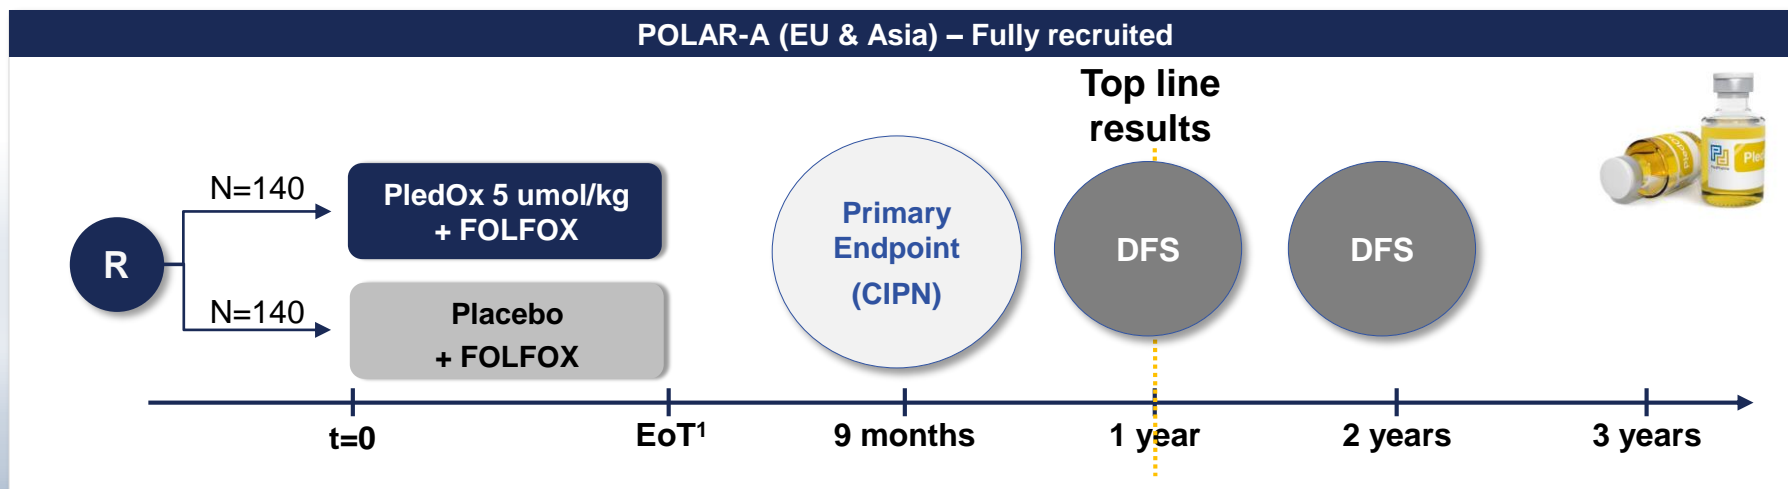 POLAR-A (EU & Asia) – Fully recruited
Top line
results
N=140
PledOx 5 umol/kg
+ FOLFOX
R
N=140
Placebo
+ FOLFOX
Primary
Endpoint
(CIPN)
DFS
DFS
t=0
EoT¹
9 months
1 year
2 years
3 years